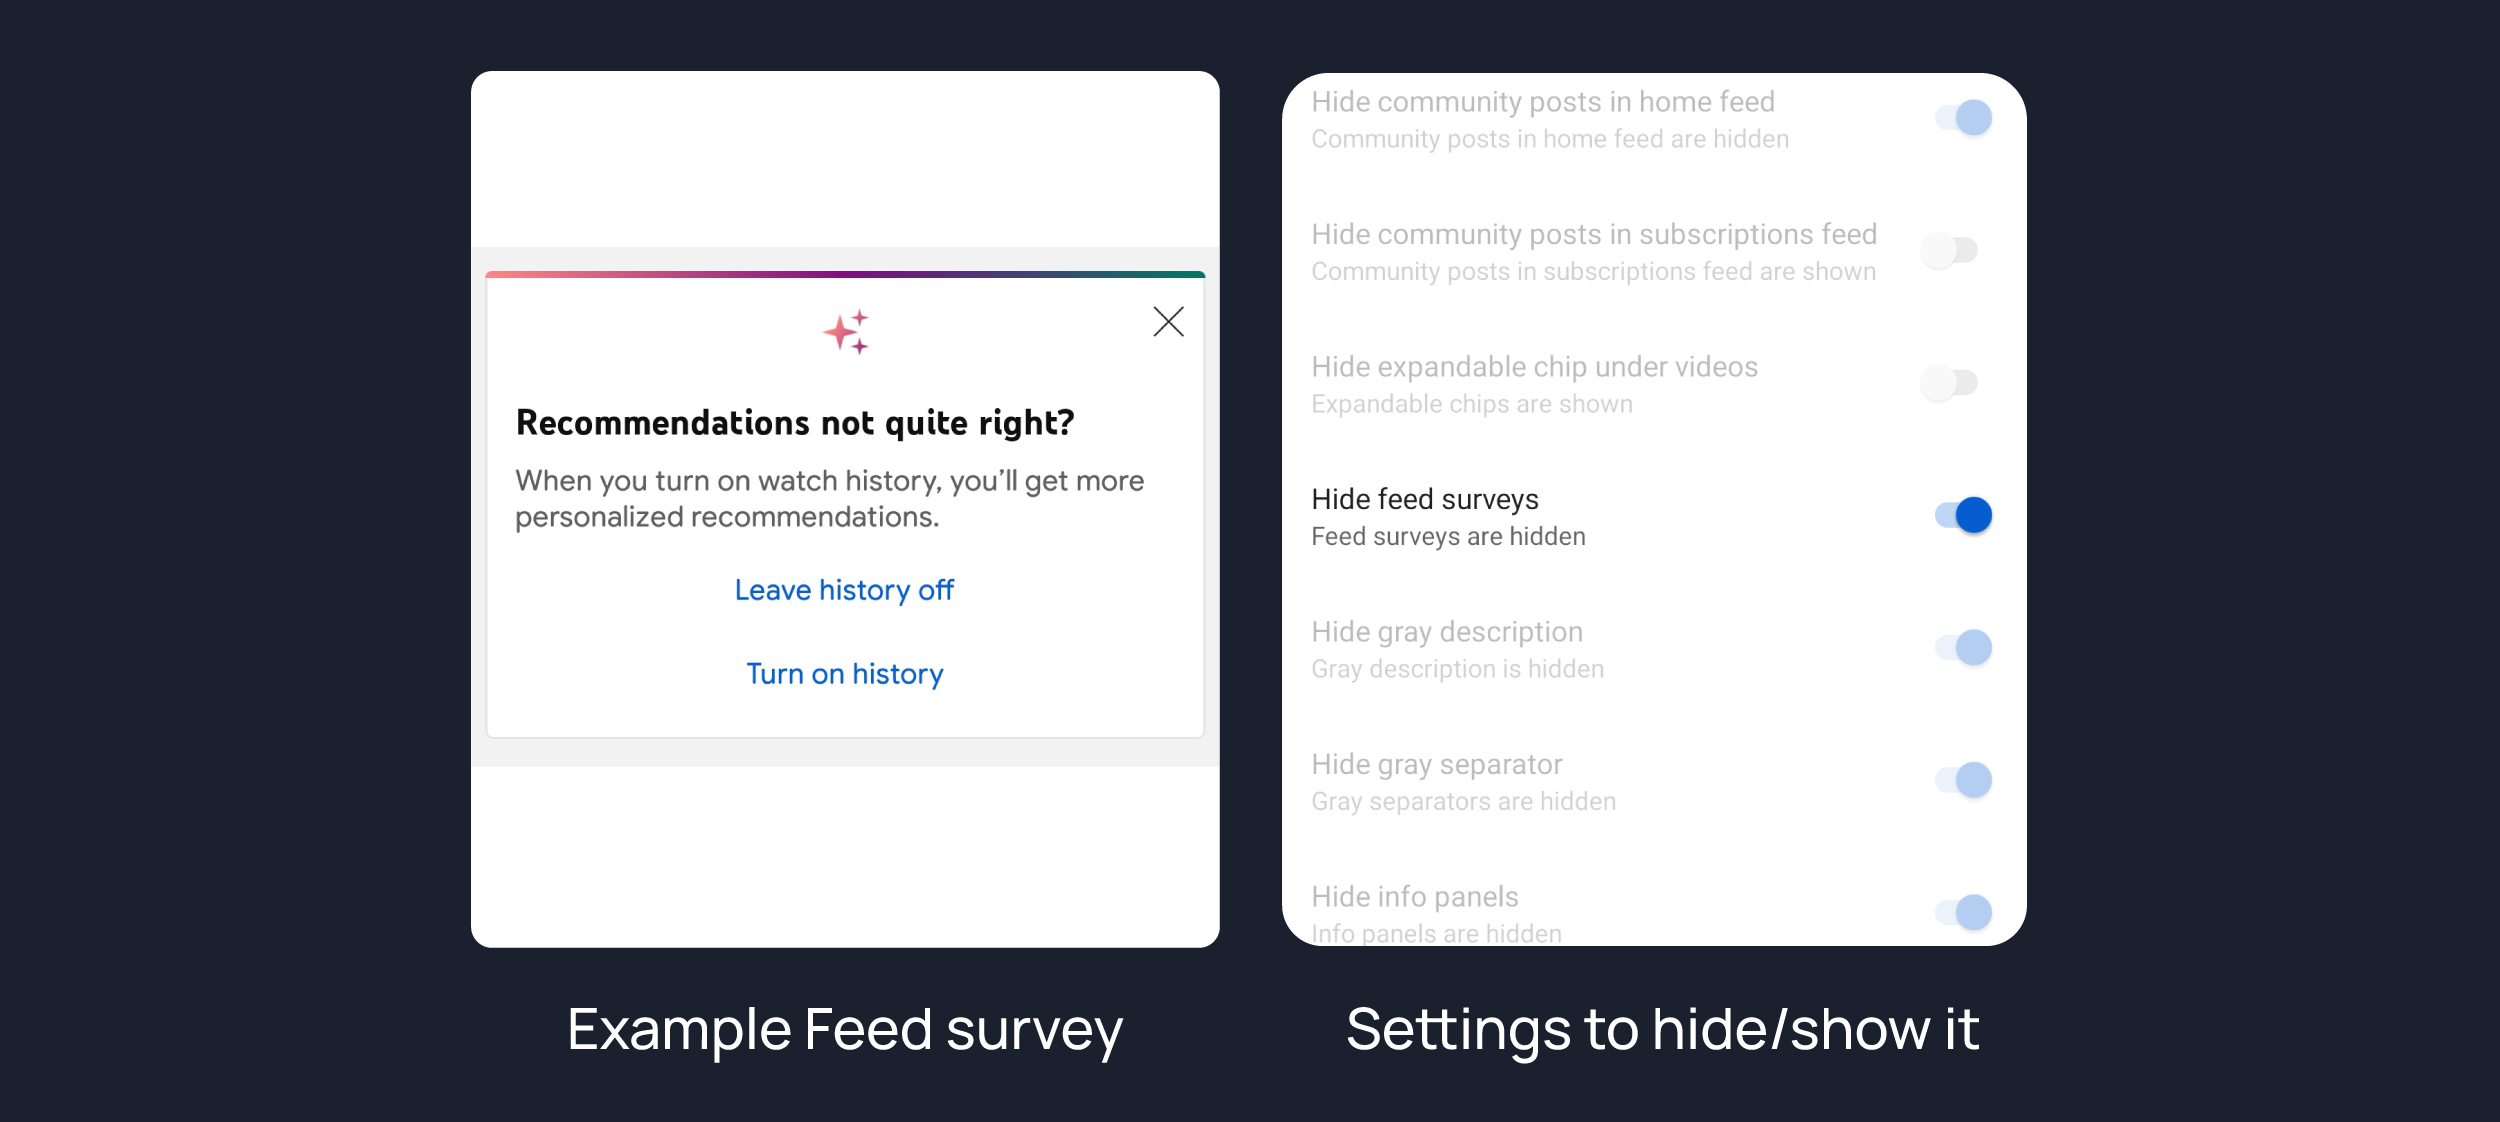 Recommendations not quite right?
When you turn on watch history, you'll get more
personalized recommendations.
Leave history off
Turn on history
Example Feed survey
Hide community posts in home feed
Community posts in home feed are hidden
Hide community posts in subscriptions feed
Community posts in subscriptions feed are shown
Hide expandable chip under videos
Expandable chips are shown
Hide feed surveys
Feed surveys are hidden
Hide gray description
Gray description is hidden
Hide gray separator
Gray separators are hidden
Hide info panels
Info panels are hidden
Settings to hide/show it